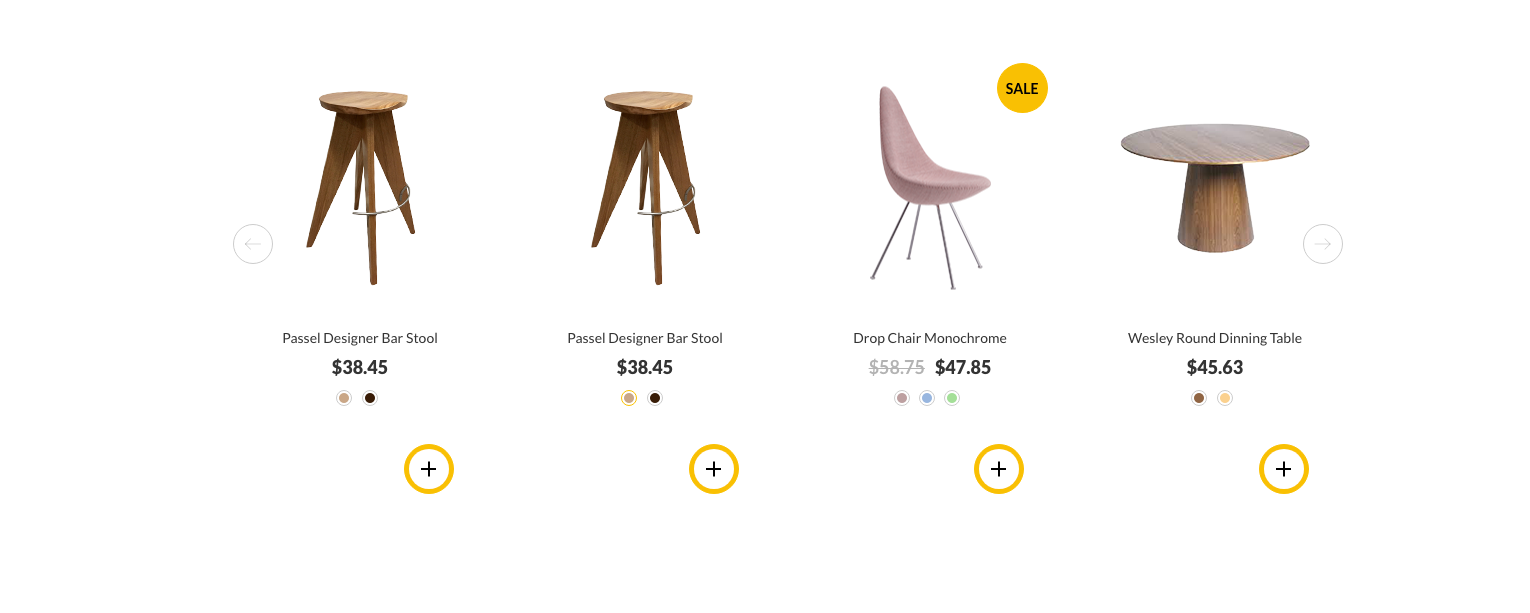 SALE
Passel Designer Bar Stool
$38.45
Passel Designer Bar Stool
$38.45
Drop Chair Monochrome
$58.75 $47.85
Wesley Round Dinning Table
$45.63